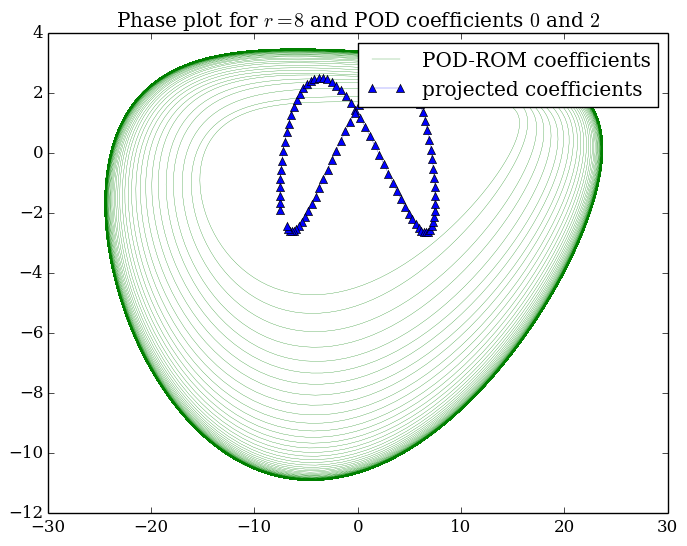 Phase plot for r=8 and POD coefficients 0 and 2
POD-ROM coefficients
projected coefficients
4
2
0
−2
−4
−6
−8
−10
−12
−30 −20 −10 0 10 20 30